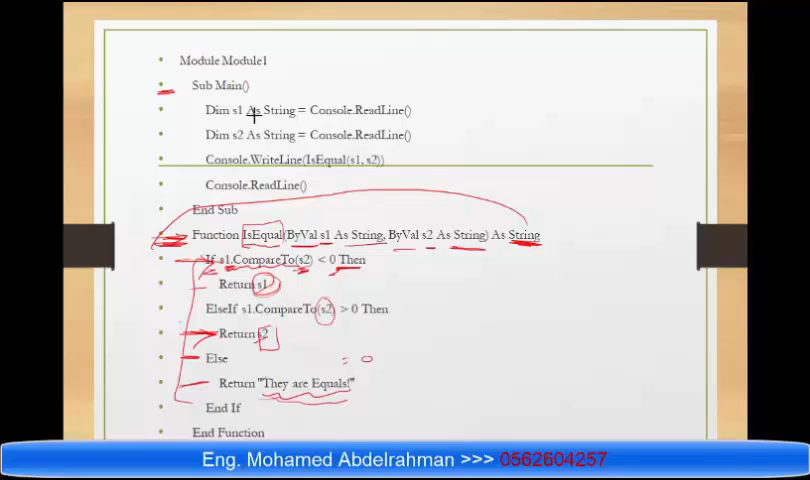 Module Module1
Sub Main()
Dim s1 As String = Console.ReadLine()
Dim s2 As String = Console.ReadLine()
Console.WriteLine(IsEqual(s1, s2))
Console.ReadLine()
End Sub
Function IsEqual(ByVal s1 As String, ByVal s2 As String) As String
If s1.CompareTo(s2) < 0 Then
Return s1
ElseIf s1.CompareTo(s2) > 0 Then
Return s2
Else = 0
Return "They are Equals!"
End If
End Function
Eng. Mohamed Abdelrahman >>> 0562604257